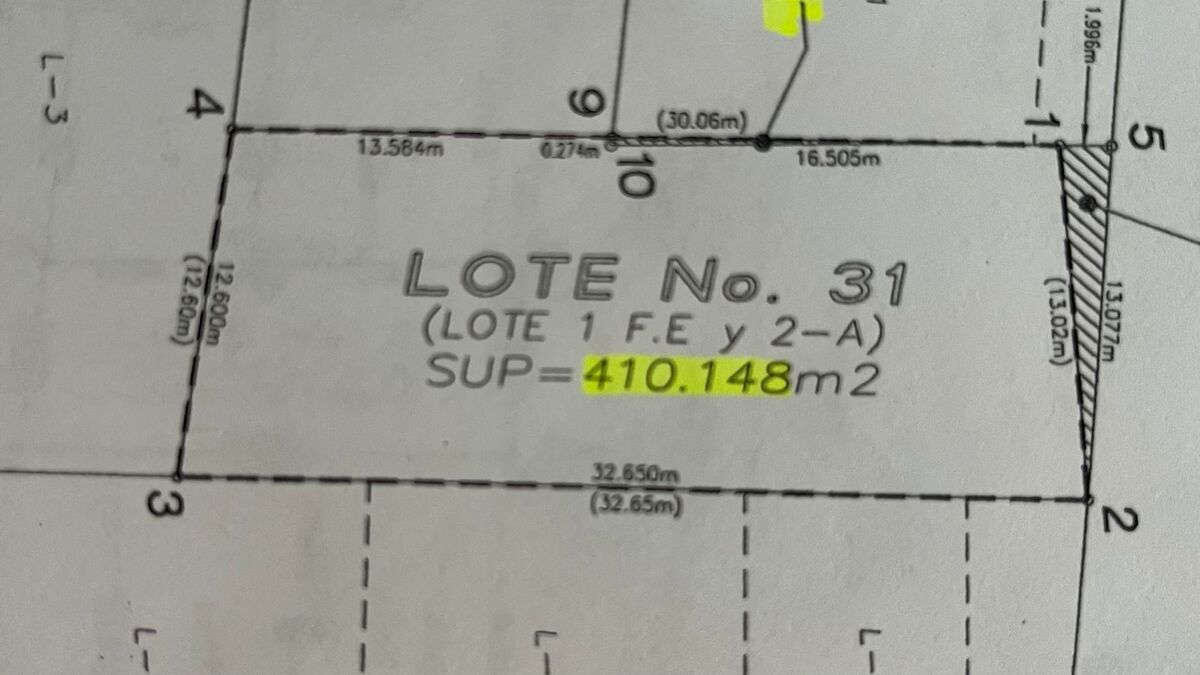 1.996m
L-3
4
9
(30.06m)
1
5
13.584m
0.274m
10
16.505m
LOTE No. 31
(LOTE 1 F.E y 2-A)
SUP=410.148m2
12.600m
(12.60m)
(13.02m)
13.077m
32.650m
(32.65m)
3
2
L-
L-
L-